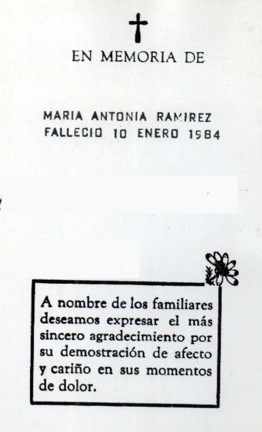 EN MEMORIA DE
MARIA ANTONIA RAMIREZ
FALLECIO 10 ENERO 1984
A nombre de los familiares
deseamos expresar el más
sincero agradecimiento por
su demostración de afecto
y cariño en sus momentos
de dolor.